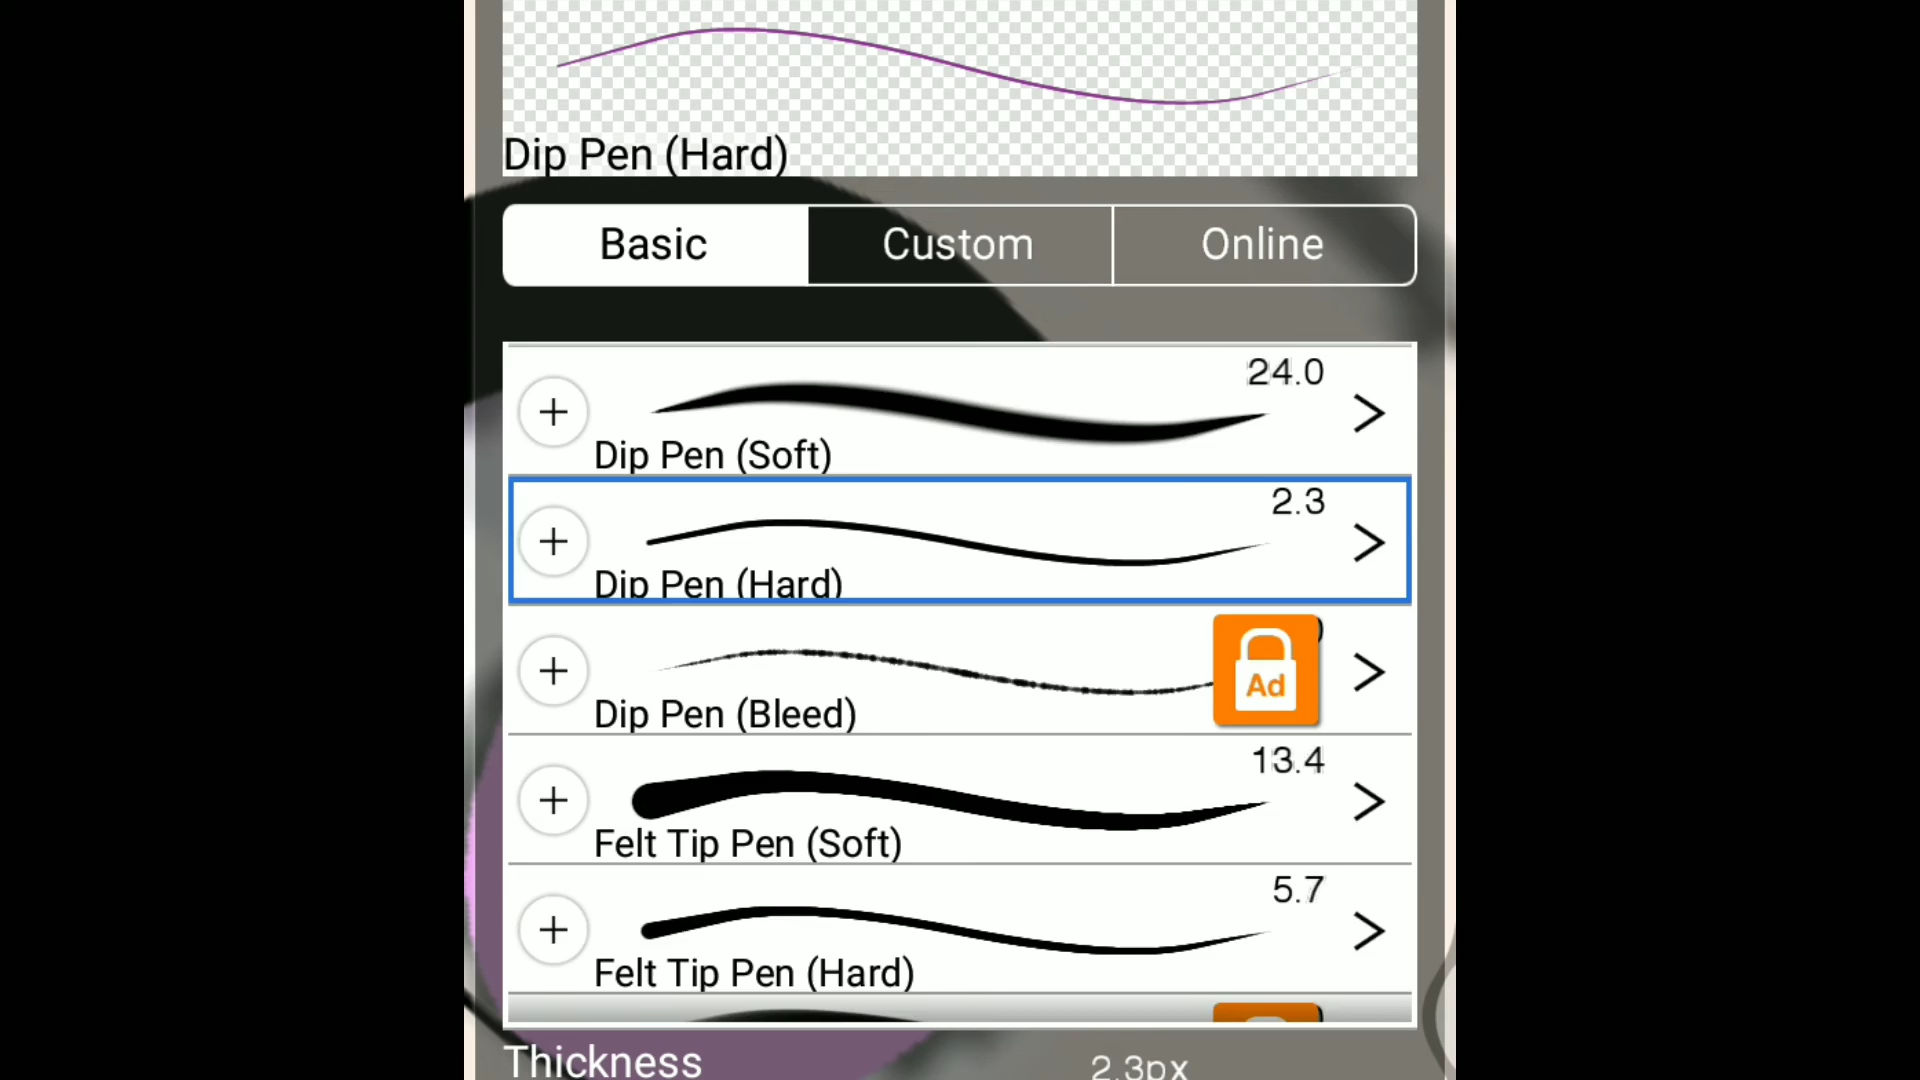 Dip Pen (Hard)
Basic
Custom
Online
24.0
Dip Pen (Soft)
2.3
Dip Pen (Hard)
Ad
Dip Pen (Bleed)
13.4
Felt Tip Pen (Soft)
5.7
Felt Tip Pen (Hard)
Thickness
2.3px